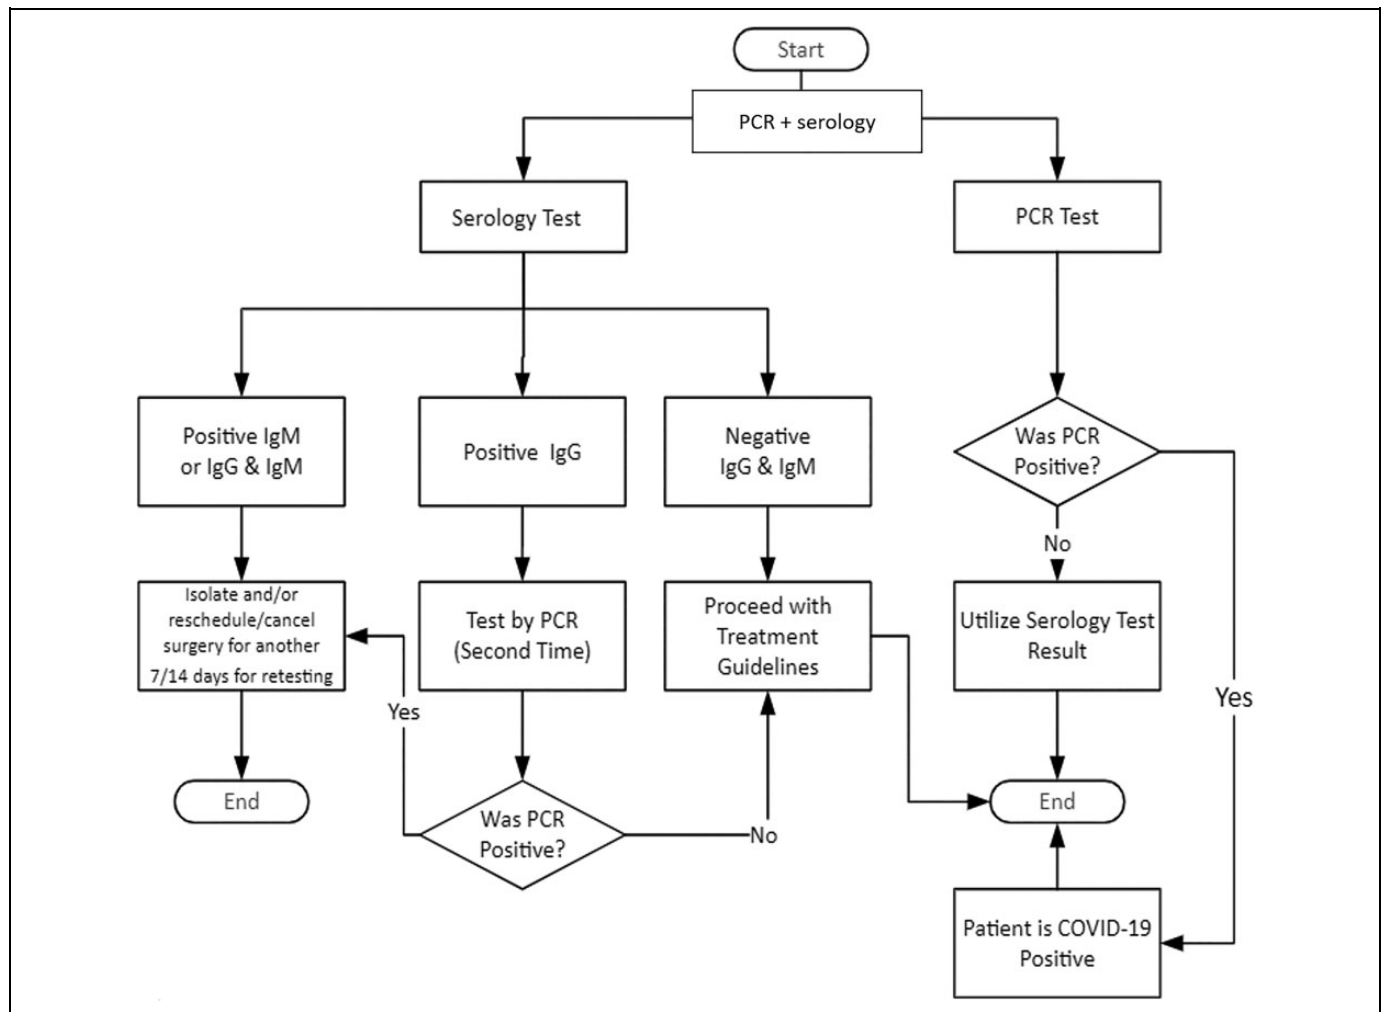 Start
PCR + serology
Serology Test
PCR Test
Positive IgM
or IgG & IgM
Positive IgG
Negative
IgG & IgM
Was PCR
Positive?
No
Isolate and/or
reschedule/cancel
surgery for another
7/14 days for retesting
Test by PCR
(Second Time)
Proceed with
Treatment
Guidelines
Utilize Serology Test
Result
Yes
Yes
End
Was PCR
Positive?
No
End
Patient is COVID-19
Positive